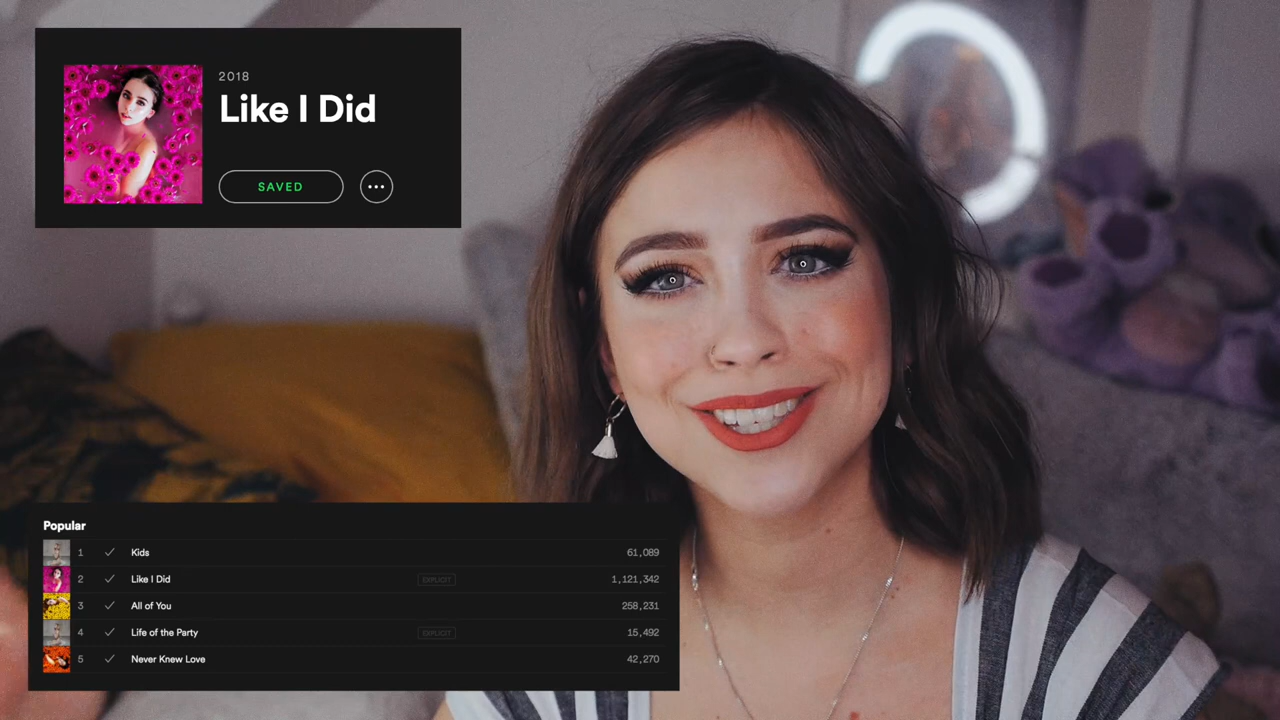 2018
Like I Did
SAVED
Popular
1 Kids 61,089
2 Like I Did EXPLICIT 1,121,342
3 All of You 258,231
4 Life of the Party EXPLICIT 15,492
5 Never Knew Love 42,270